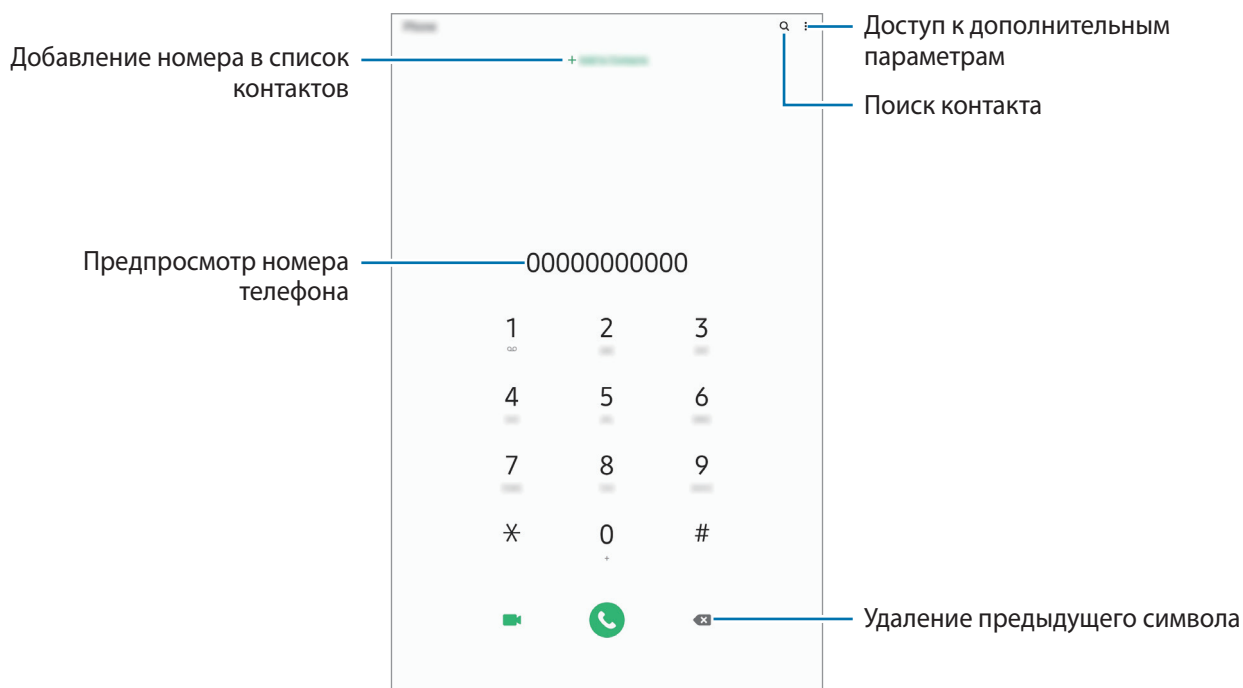 Доступ к дополнительным
параметрам
Добавление номера в список
контактов
+
Поиск контакта
Предпросмотр номера
телефона
00000000000
1 2 3
4 5 6
7 8 9
* 0 #
+
Удаление предыдущего символа